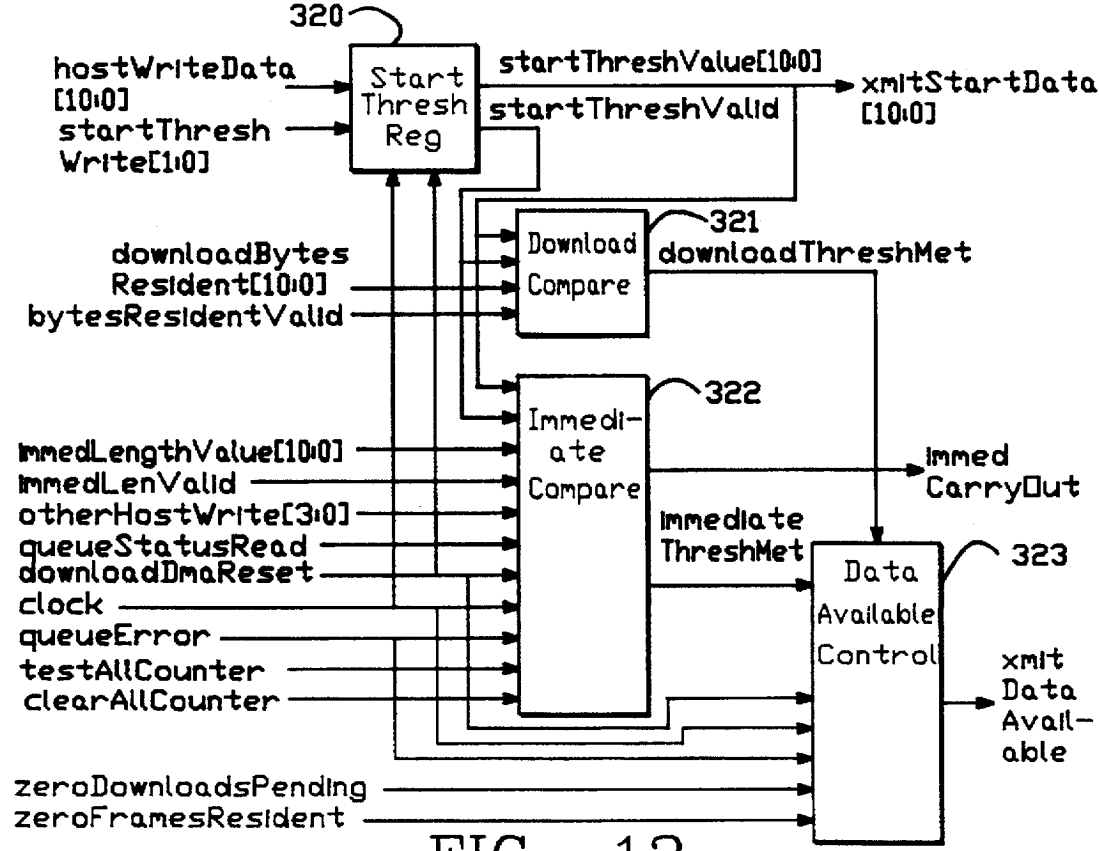 320
hostWriteData
[10:0]
startThresh
Write[1:0]
Start
Thresh
Reg
startThreshValue[10:0]
startThreshValid
xmitStartData
[10:0]
321
Download
Compare
downloadThreshMet
downloadBytes
Resident[10:0]
bytesResidentValid
322
Immedi-
ate
Compare
immedLengthValue[10:0]
immedLenValid
otherHostWrite[3:0]
queueStatusRead
downloadDmaReset
clock
queueError
testAllCounter
clearAllCounter
Immed
CarryOut
Immediate
ThreshMet
323
Data
Available
Control
xmit
Data
Avail-
able
zeroDownloadsPending
zeroFramesResident